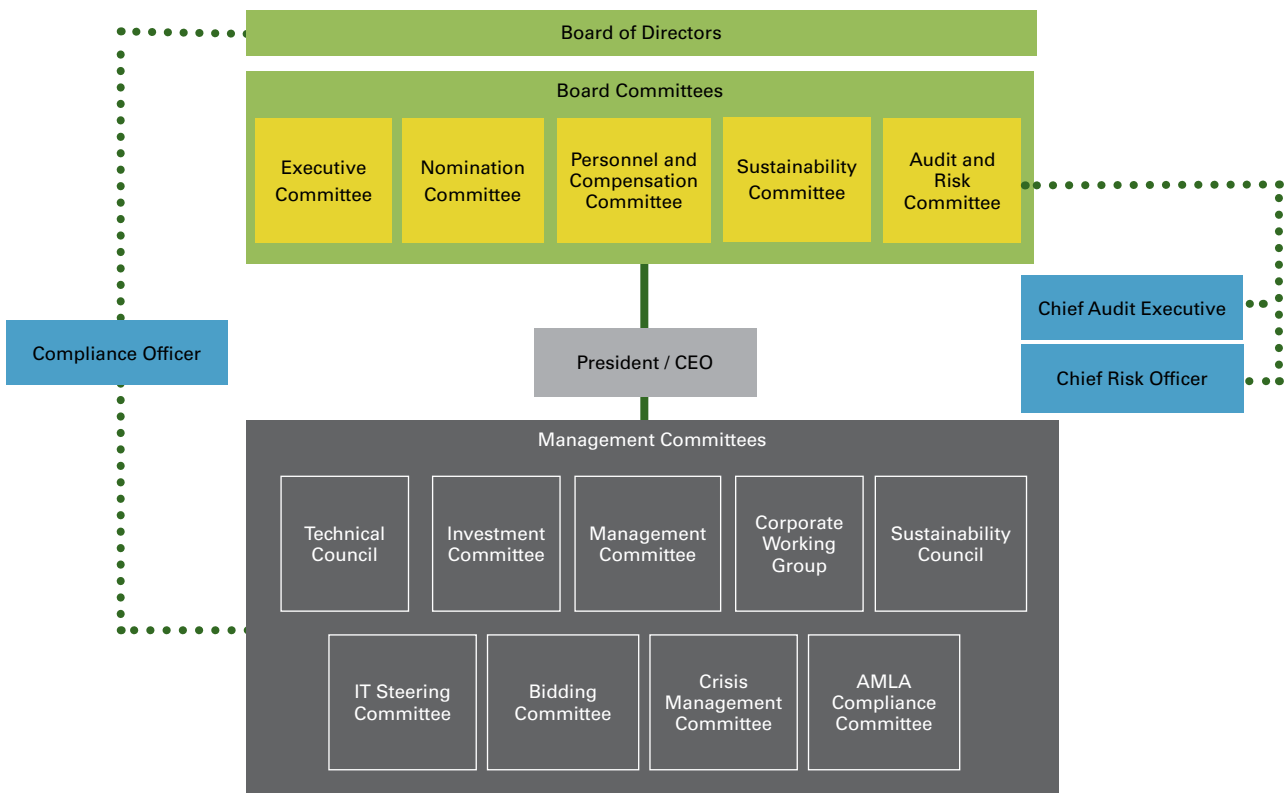 Board of Directors
Board Committees
Executive
Committee
Nomination
Committee
Personnel and
Compensation
Committee
Sustainability
Committee
Audit and
Risk
Committee
Compliance Officer
President / CEO
Chief Audit Executive
Chief Risk Officer
Management Committees
Technical
Council
Investment
Committee
Management
Committee
Corporate
Working
Group
Sustainability
Council
IT Steering
Committee
Bidding
Committee
Crisis
Management
Committee
AMLA
Compliance
Committee